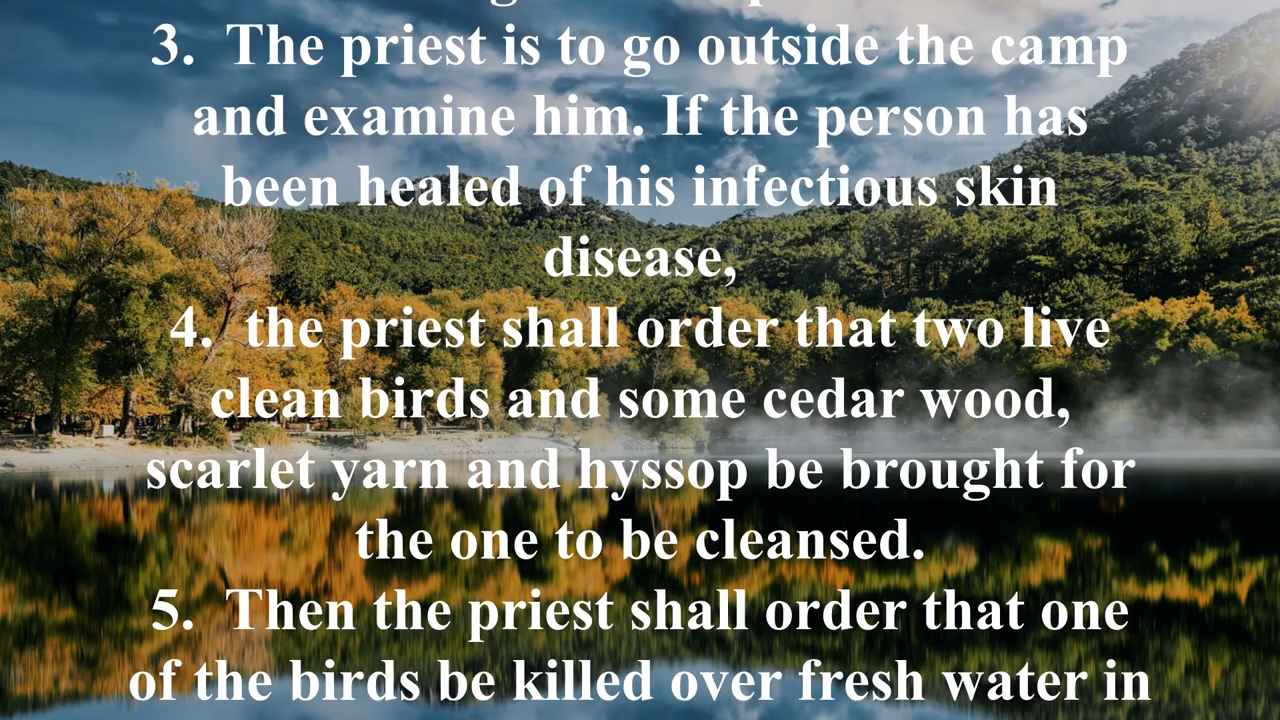 3. The priest is to go outside the camp
and examine him. If the person has
been healed of his infectious skin
disease,
4. the priest shall order that two live
clean birds and some cedar wood,
scarlet yarn and hyssop be brought for
the one to be cleansed.
5. Then the priest shall order that one
of the birds be killed over fresh water in